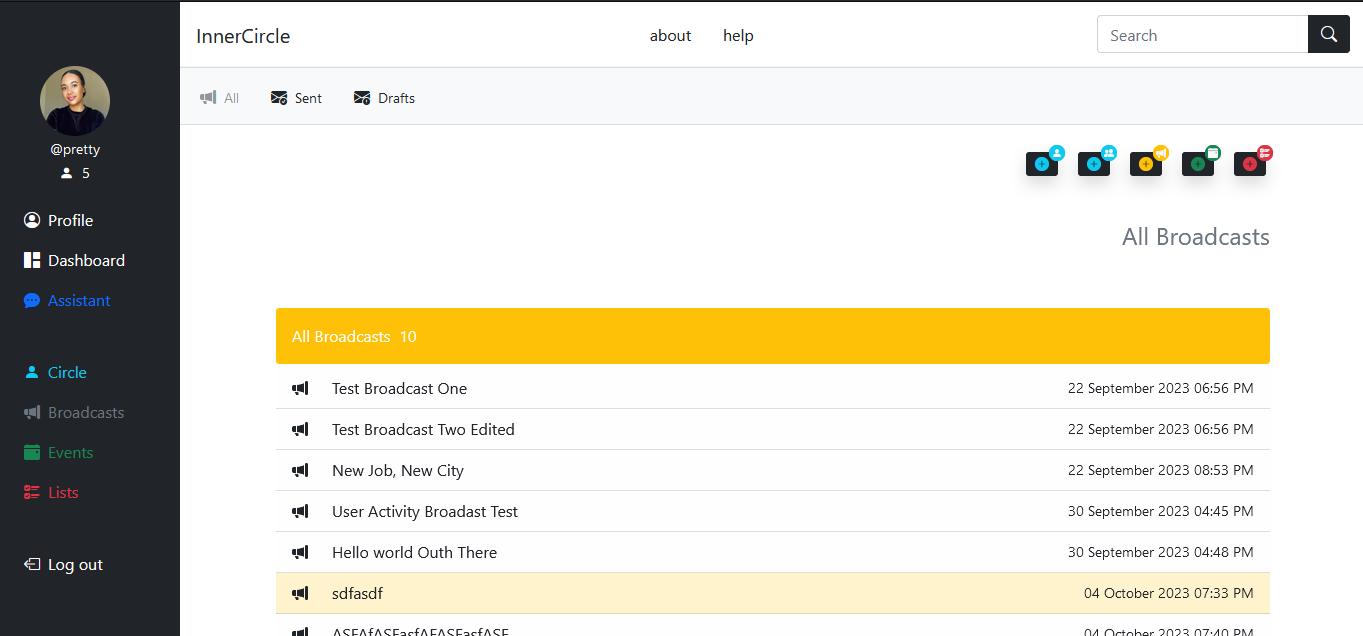 InnerCircle
about
help
Search
All
Sent
Drafts
@pretty
5
Profile
Dashboard
Assistant
Circle
Broadcasts
Events
Lists
Log out
All Broadcasts
All Broadcasts 10
Test Broadcast One 22 September 2023 06:56 PM
Test Broadcast Two Edited 22 September 2023 06:56 PM
New Job, New City 22 September 2023 08:53 PM
User Activity Broadast Test 30 September 2023 04:45 PM
Hello world Outh There 30 September 2023 04:48 PM
sdfasdf 04 October 2023 07:33 PM
04 October 2023 07:40 PM